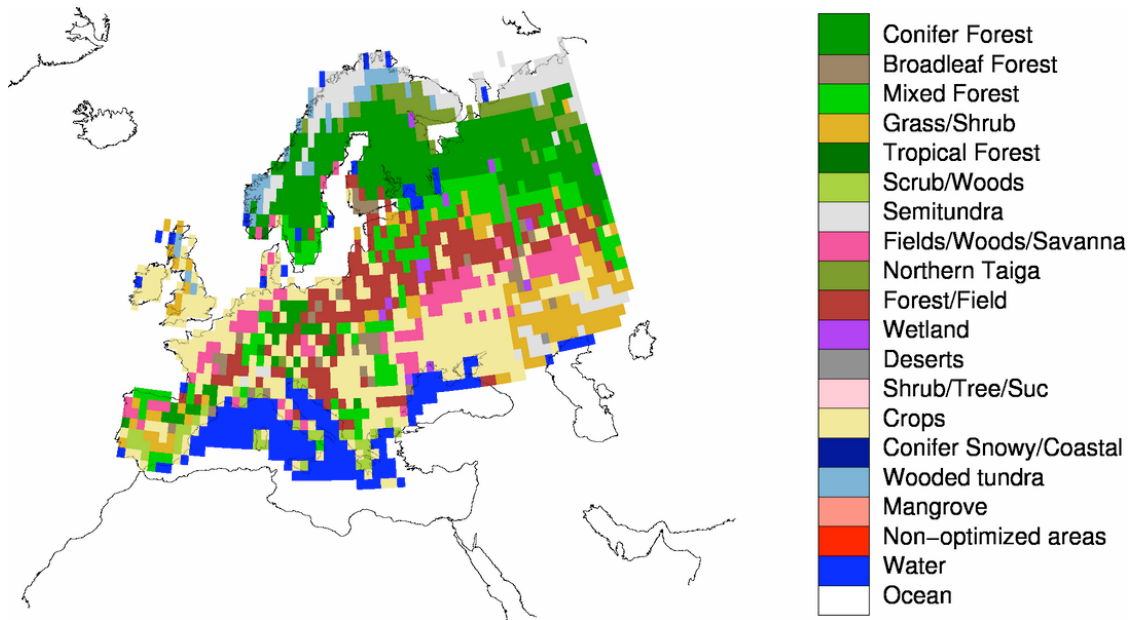 Conifer Forest
Broadleaf Forest
Mixed Forest
Grass/Shrub
Tropical Forest
Scrub/Woods
Semitundra
Fields/Woods/Savanna
Northern Taiga
Forest/Field
Wetland
Deserts
Shrub/Tree/Suc
Crops
Conifer Snowy/Coastal
Wooded tundra
Mangrove
Non−optimized areas
Water
Ocean